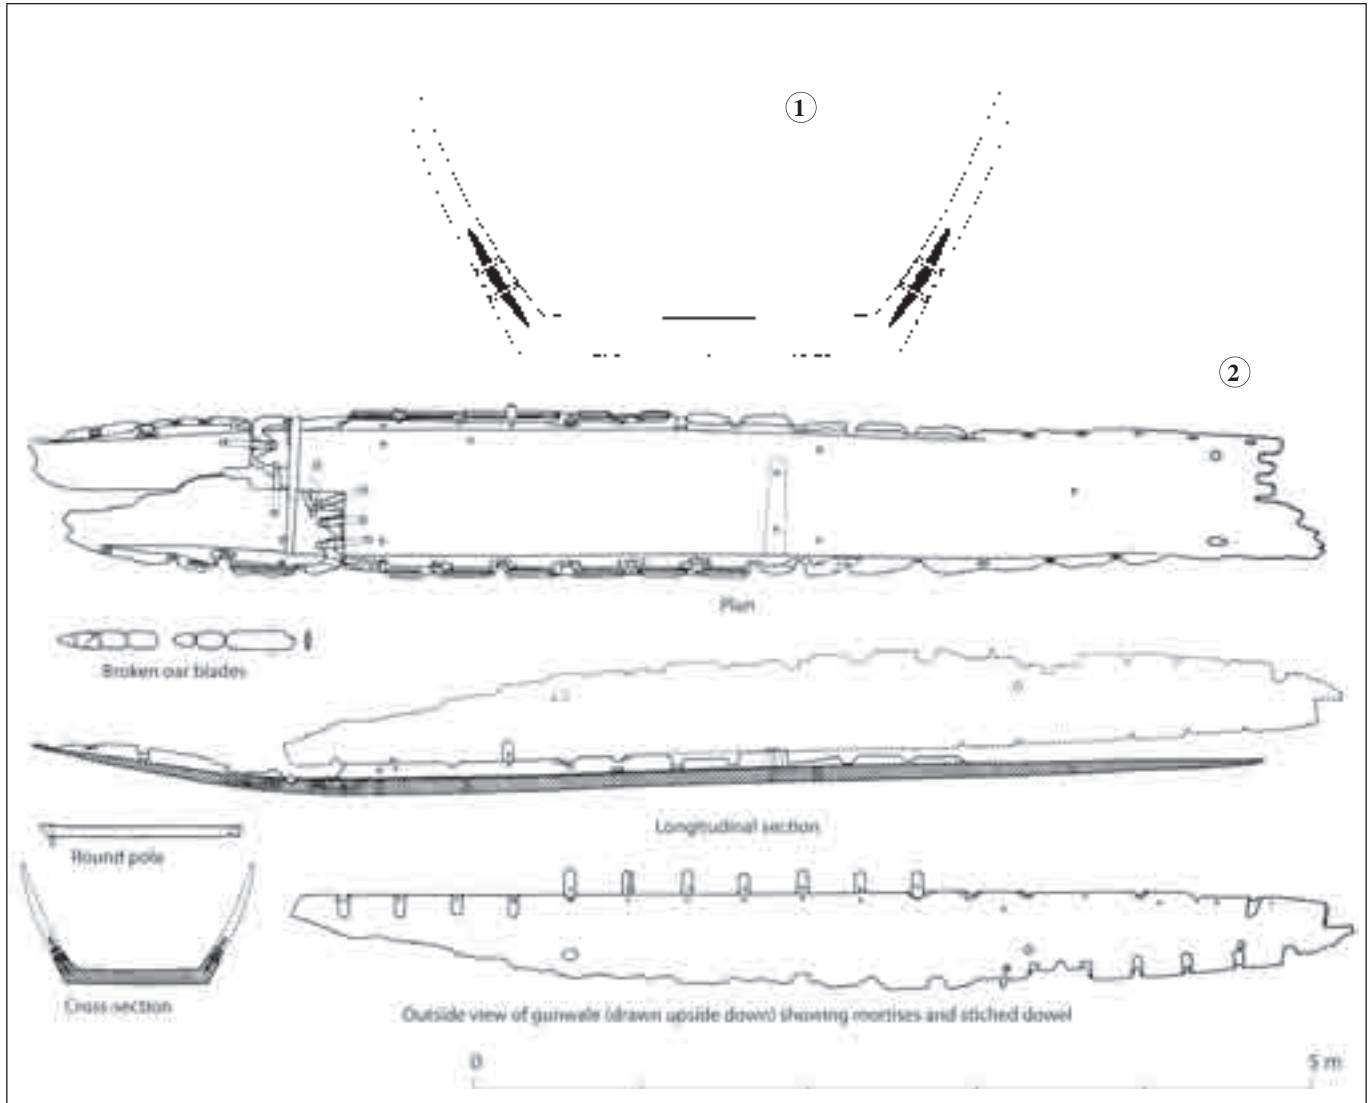 1
2
Plan
Broken oar blades
Longitudinal section
Round pole
Cross section
Outside view of gunwale (drawn upside down) showing mortises and stiched dowel
0 5 m